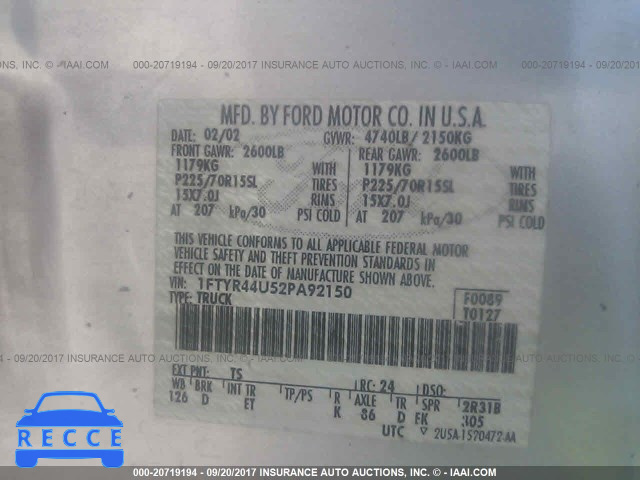 AUCTIONS, INC. 000-20719194 - 09/20/2017 INSURANCE AUTO AUCTIONS, INC. - IAAI.COM 000-20719194 - 09/20/2017 INSURANCE
MFD. BY FORD MOTOR CO. IN U.S.A.
DATE: 02/02 GVWR: 4740LB/ 2150KG
FRONT GAWR: 2600LB REAR GAWR: 2600LB
1179KG WITH 1179KG WITH
P225/70R15SL TIRES P225/70R15SL TIRES
15X7.0J RIMS 15X7.0J RIMS
AT 207 kPa/30 PSI COLD AT 207 kPa/30 PSI COLD
THIS VEHICLE CONFORMS TO ALL APPLICABLE FEDERAL MOTOR
VEHICLE SAFETY AND THEFT PREVENTION STANDARDS IN
EFFECT ON THE DATE OF MANUFACTURE SHOWN ABOVE.
VIN: 1FTYR44U52PA92150 F0089
TYPE: TRUCK T0127
EXT PNT: TS RC: 24 DSO:
WB BRK INT TR TP/PS R AXLE TR SPR 2R31B
126 D ET K 86 D FK
UTC ▽ 2USA 1520472 AA
000-20719194 - 09/20/2017 INSURANCE AUTO AUCTIONS, INC. - IAAI.COM
RECCE